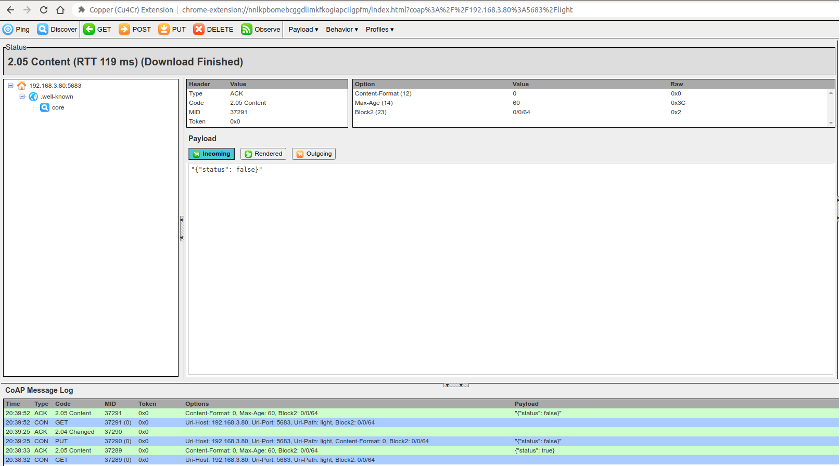 Copper (Cu4Cr) Extension | chrome-extension://nnlkpbomebcggdlimkfkogiapcilgpfm/index.html?coap%3A%2F%2F192.168.3.80%3A5683%2Flight
Ping Discover GET POST PUT DELETE Observe Payload ▾ Behavior ▾ Profiles ▾
Status
2.05 Content (RTT 119 ms) (Download Finished)
192.168.3.80:5683
.well-known
core
Header Value
Type ACK
Code 2.05 Content
MID 37291
Token 0x0
Option Value Raw
Content-Format (12) 0 0x0
Max-Age (14) 60 0x3C
Block2 (23) 0/0/64 0x2
Payload
Incoming Rendered Outgoing
"{"status": false}"
CoAP Message Log
Time Type Code MID Token Options Payload
20:39:52 ACK 2.05 Content 37291 0x0 Content-Format: 0, Max-Age: 60, Block2: 0/0/64 "{"status": false}"
20:39:52 CON GET 37291 (0) 0x0 Uri-Host: 192.168.3.80, Uri-Port: 5683, Uri-Path: light, Block2: 0/0/64
20:39:25 ACK 2.04 Changed 37290 0x0
20:39:25 CON PUT 37290 (0) 0x0 Uri-Host: 192.168.3.80, Uri-Port: 5683, Uri-Path: light, Content-Format: 0, Block2: 0/0/64 "{"status": false}"
20:38:33 ACK 2.05 Content 37289 0x0 Content-Format: 0, Max-Age: 60, Block2: 0/0/64 {"status": true}
20:38:32 CON GET 37289 (0) 0x0 Uri-Host: 192.168.3.80, Uri-Port: 5683, Uri-Path: light, Block2: 0/0/64